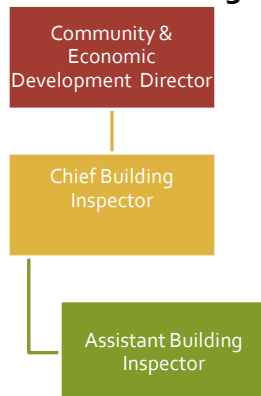 Community &
Economic
Development Director
Chief Building
Inspector
Assistant Building
Inspector